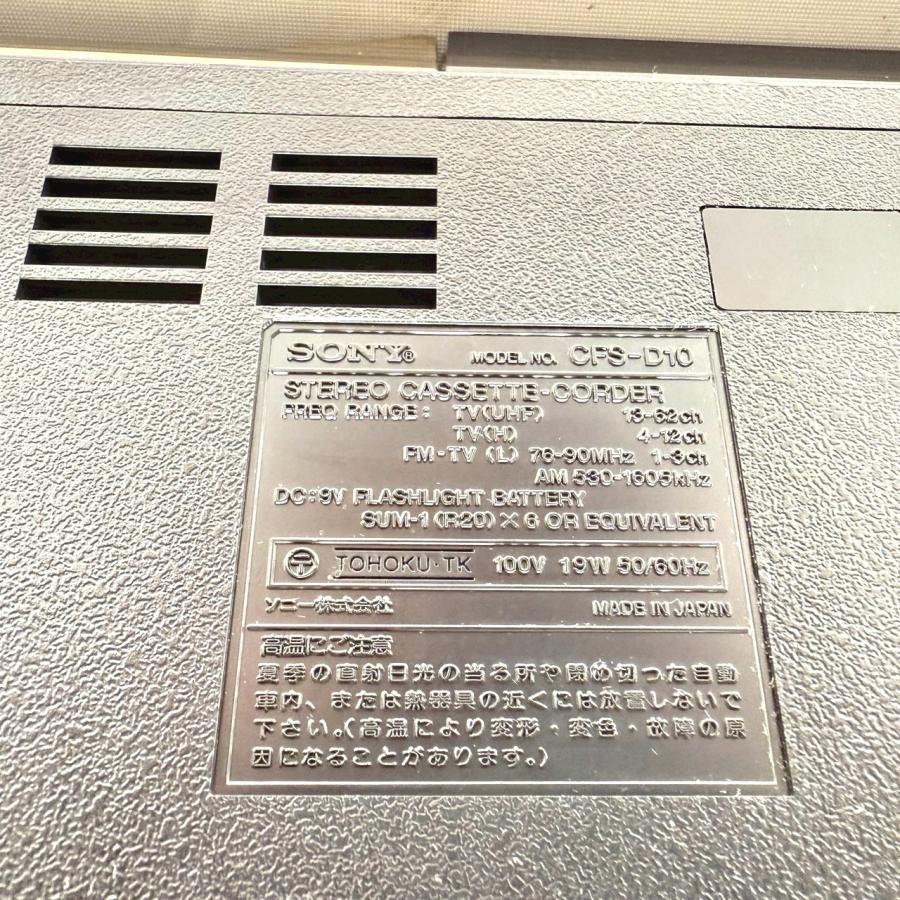 SONY® MODEL NO. CFS-D10
STEREO CASSETTE-CORDER
FREQ RANGE: TV(UHF) 13-62ch
TV(H) 4-12ch
FM·TV (L) 76-90MHz 1-3ch
AM 530-1605kHz
DC:9V FLASHLIGHT BATTERY
SUM-1 (R20) × 6 OR EQUIVALENT
TOHOKU·TK 100V 19W 50/60Hz
ソニー株式会社 MADE IN JAPAN
高温にご注意
夏季の直射日光の当る所や閉め切った自動
車内、または熱器具の近くには放置しないで
下さい。(高温により変形・変色・故障の原
因になることがあります。)